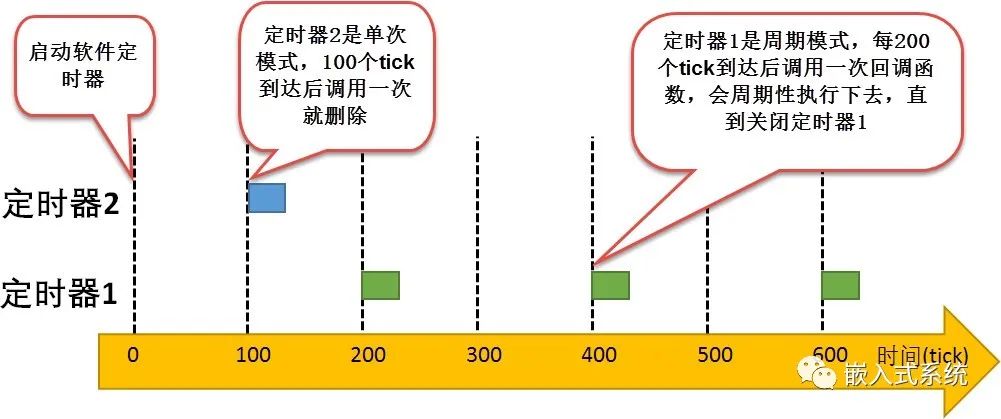 启动软件定
时器
定时器2是单次
模式，100个tick
到达后调用一次
就删除
定时器1是周期模式，每200
个tick到达后调用一次回调函
数，会周期性执行下去，直
到关闭定时器1
定时器2
定时器1
0 100 200 300 400 500 600 时间(tick)
嵌入式系统